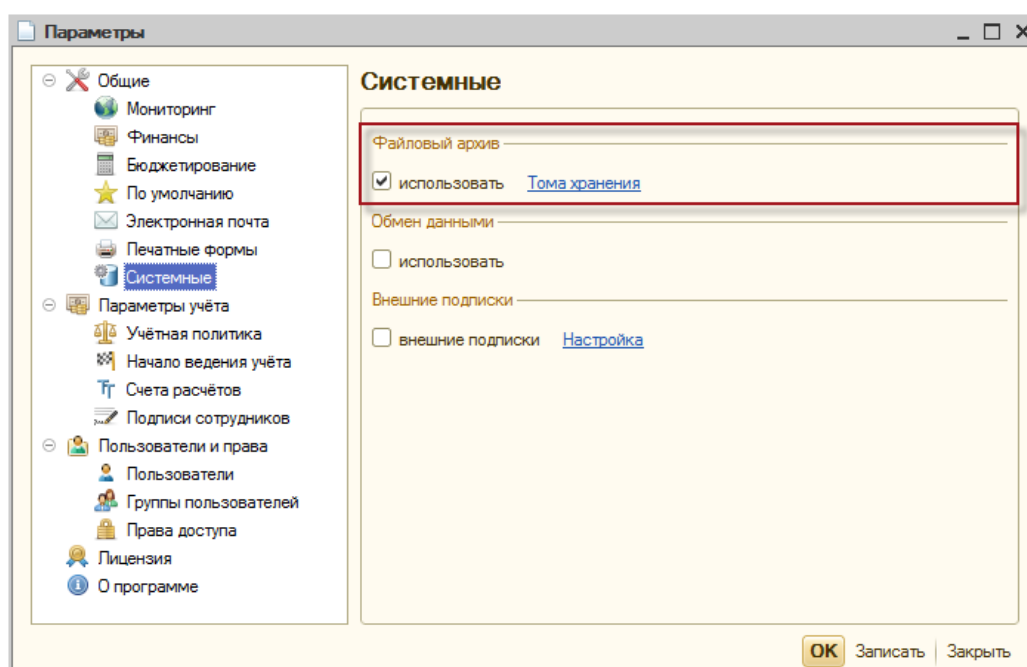 Параметры
Общие
Мониторинг
Финансы
Бюджетирование
По умолчанию
Электронная почта
Печатные формы
Системные
Параметры учёта
Учётная политика
Начало ведения учёта
Счета расчётов
Подписи сотрудников
Пользователи и права
Пользователи
Группы пользователей
Права доступа
Лицензия
О программе
Системные
Файловый архив
использовать Тома хранения
Обмен данными
использовать
Внешние подписки
внешние подписки Настройка
ОК Записать Закрыть